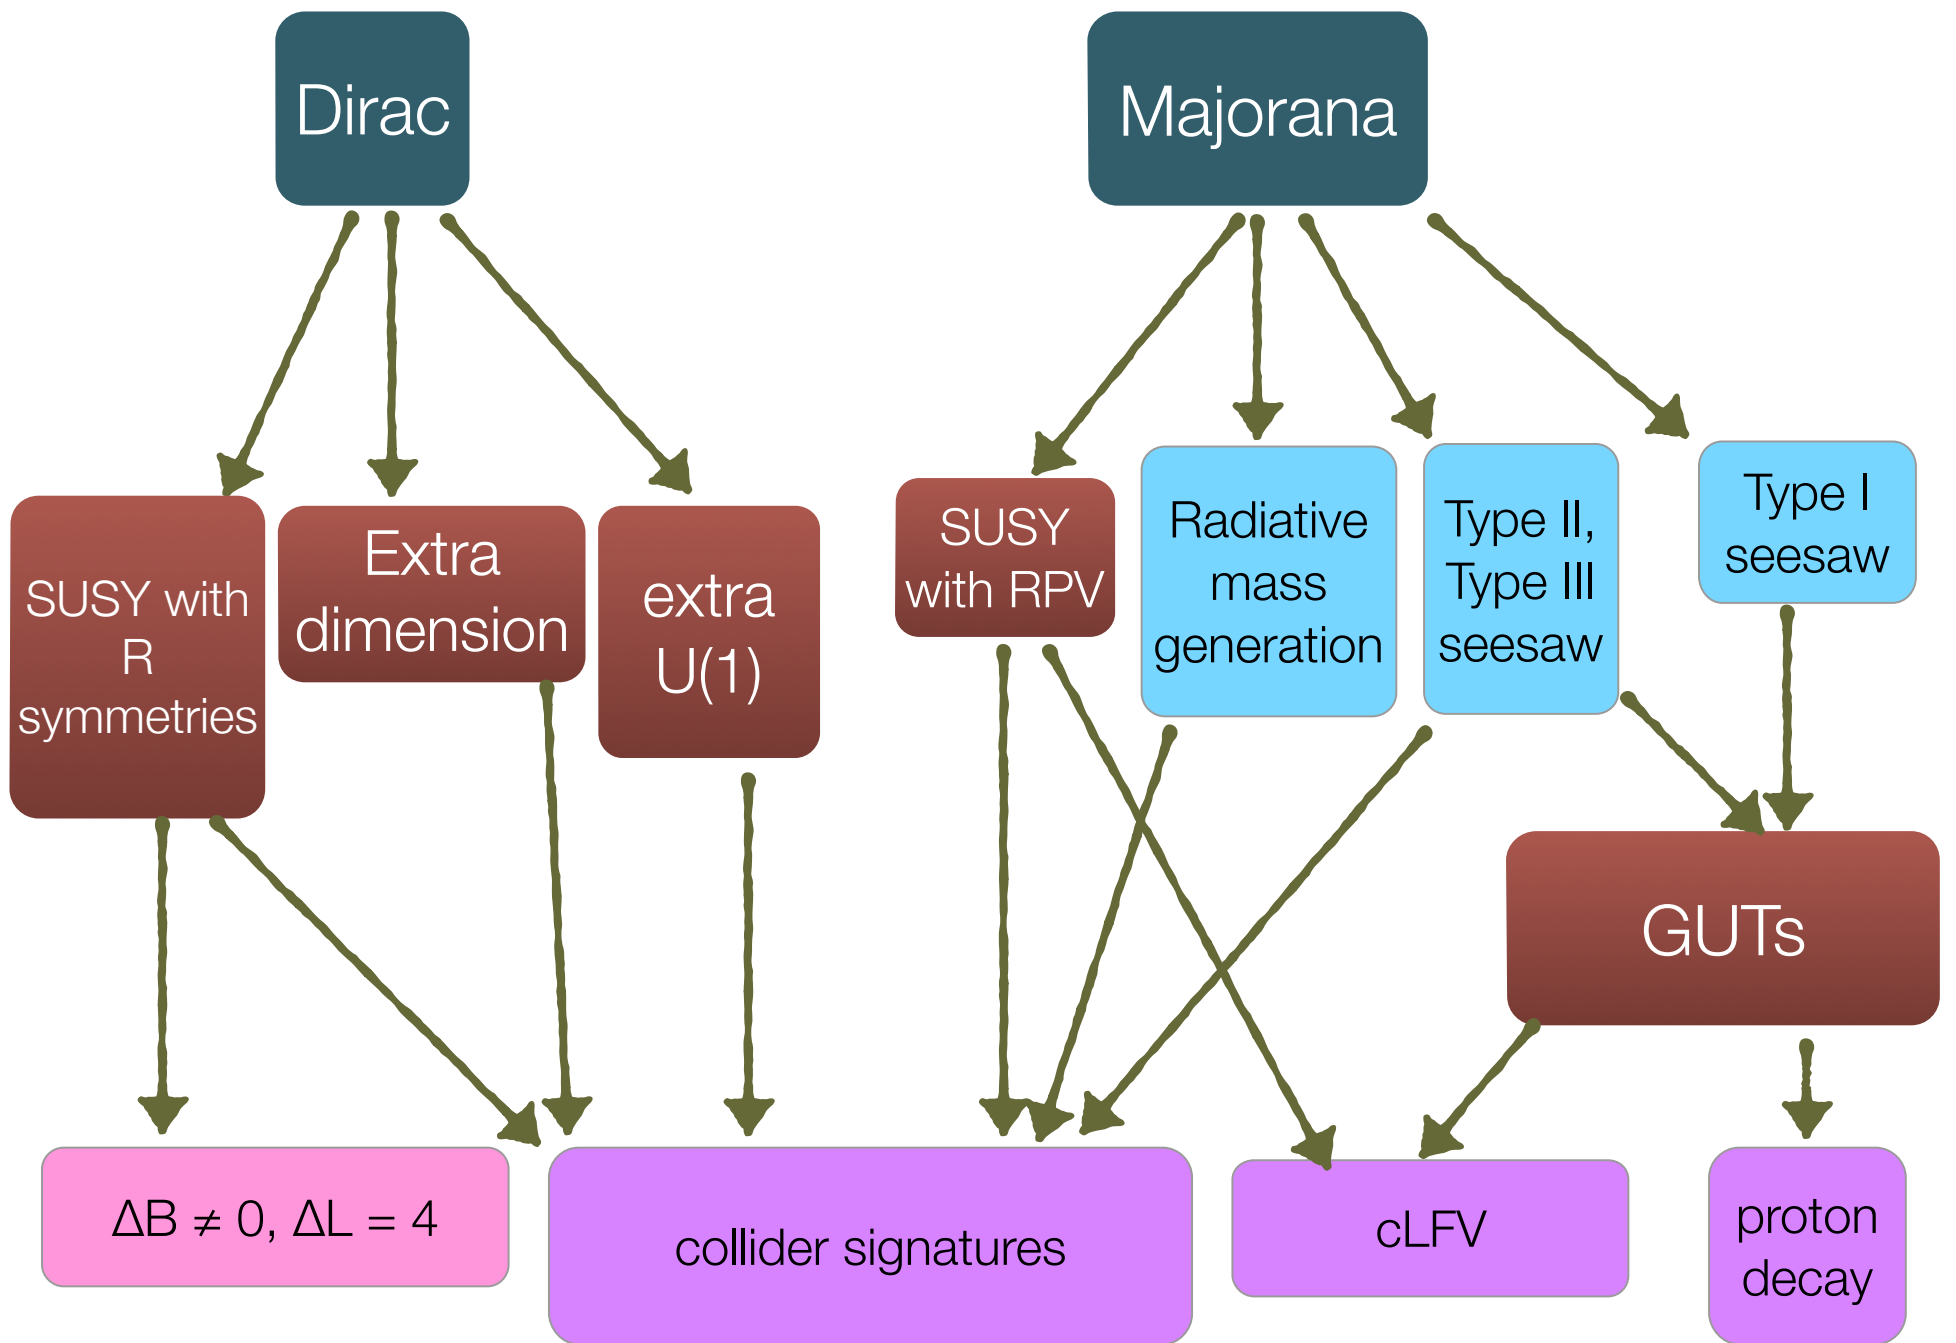 Dirac
Majorana
SUSY with
R
symmetries
Extra
dimension
extra
U(1)
SUSY
with RPV
Radiative
mass
generation
Type II,
Type III
seesaw
Type I
seesaw
GUTs
ΔB ≠ 0, ΔL = 4
collider signatures
cLFV
proton
decay